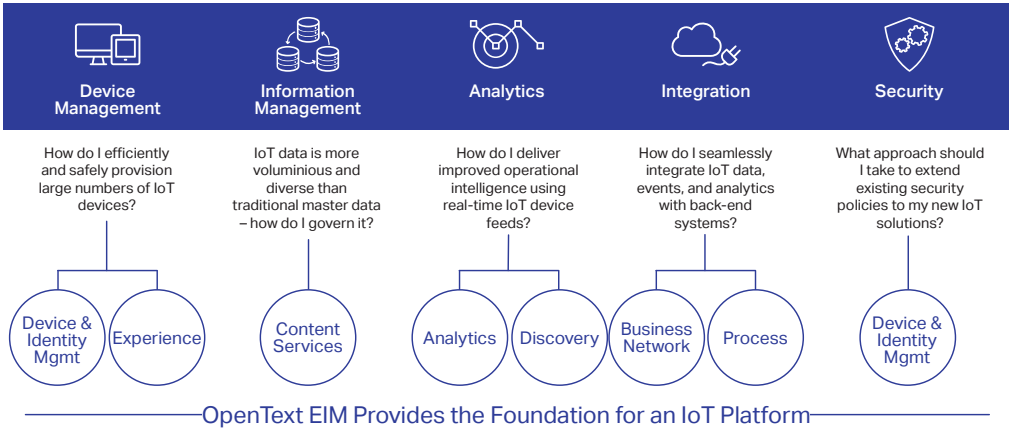 Device
Management
Information
Management
Analytics
Integration
Security
How do I efficiently
and safely provision
large numbers of IoT
devices?
IoT data is more
voluminious and
diverse than
traditional master data
– how do I govern it?
How do I deliver
improved operational
intelligence using
real-time IoT device
feeds?
How do I seamlessly
integrate IoT data,
events, and analytics
with back-end
systems?
What approach should
I take to extend
existing security
policies to my new IoT
solutions?
Device &
Identity
Mgmt
Experience
Content
Services
Analytics
Discovery
Business
Network
Process
Device &
Identity
Mgmt
OpenText EIM Provides the Foundation for an IoT Platform